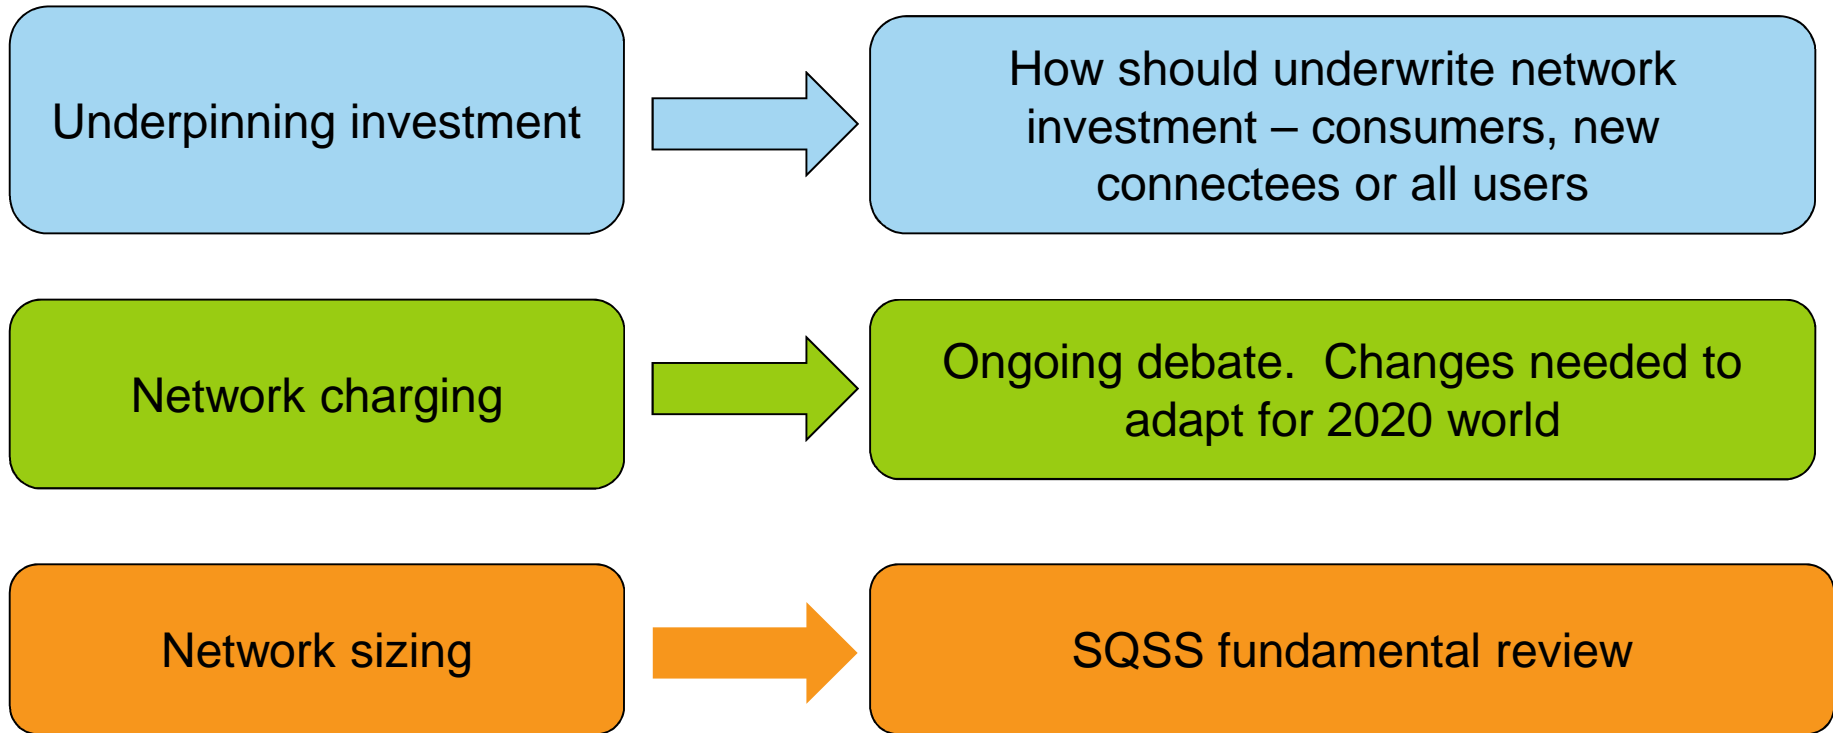 Underpinning investment
How should underwrite network
investment – consumers, new
connectees or all users
Network charging
Ongoing debate.  Changes needed to
adapt for 2020 world
Network sizing
SQSS fundamental review